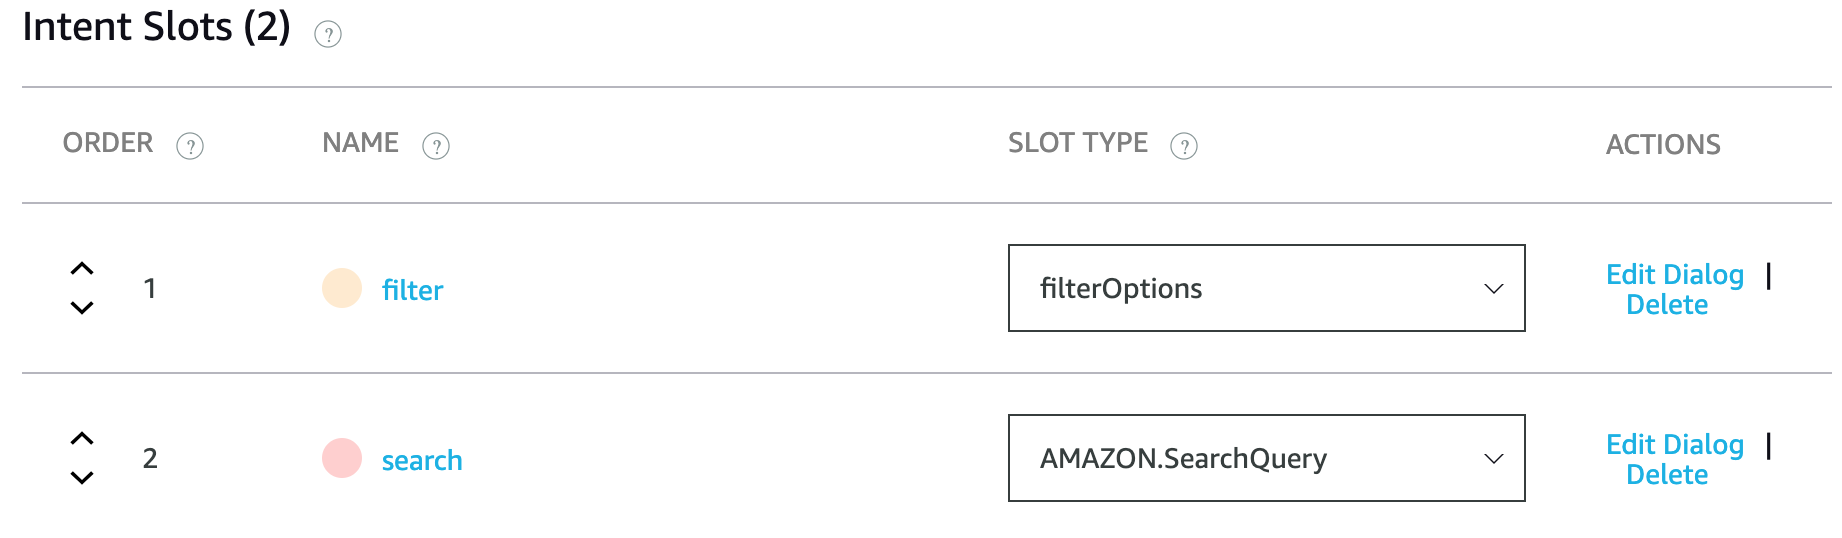 Intent Slots (2) ?
ORDER ? NAME ? SLOT TYPE ? ACTIONS
1 filter filterOptions Edit Dialog |
Delete
2 search AMAZON.SearchQuery Edit Dialog |
Delete